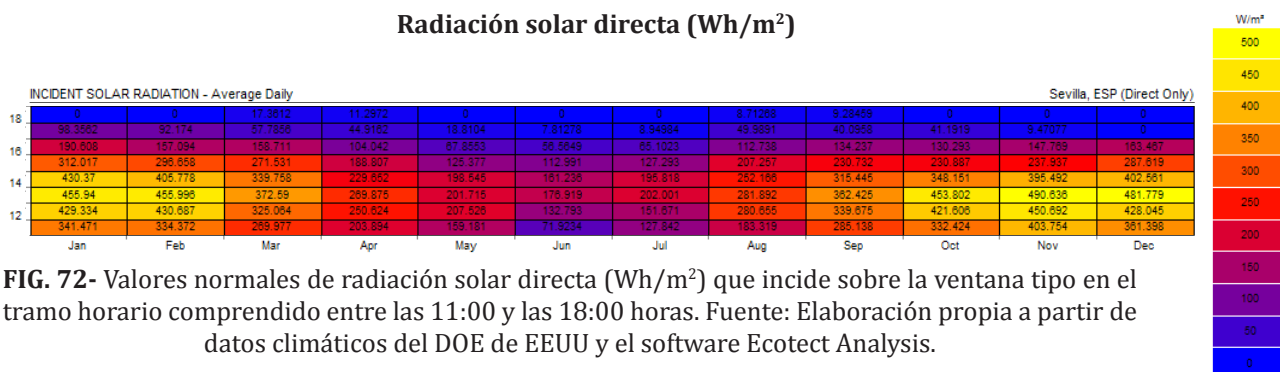 Radiación solar directa (Wh/m²)
W/m²
500
INCIDENT SOLAR RADIATION - Average Daily
Sevilla, ESP (Direct Only)
450
18 0 0 17.3612 11.2972 0 0 0 9.71268 9.28459 0 0 0
400
98.3562 92.174 57.7856 44.9162 18.8104 7.81278 8.94984 49.9891 40.0958 41.1919 9.47077 0
16 190.608 157.094 158.711 104.042 67.8553 56.5649 65.1023 112.738 134.237 130.293 147.769 163.467
350
312.017 296.658 271.531 188.807 125.377 112.991 127.293 207.267 230.732 230.887 237.937 287.619
14 430.37 405.778 339.758 229.652 198.545 161.236 195.818 252.166 315.445 348.151 395.492 402.561
300
455.94 455.996 372.59 269.875 201.715 176.919 202.001 281.892 362.425 453.802 490.636 481.779
250
12 429.334 430.687 325.064 250.624 207.526 132.793 151.671 280.655 339.675 421.606 450.692 428.045
341.471 334.372 269.977 203.894 159.181 127.842 183.319 285.138 332.424 403.754 361.398
200
Jan Feb Mar Apr May Jun Jul Aug Sep Oct Nov Dec
150
FIG. 72- Valores normales de radiación solar directa (Wh/m²) que incide sobre la ventana tipo en el
100
tramo horario comprendido entre las 11:00 y las 18:00 horas. Fuente: Elaboración propia a partir de
50
datos climáticos del DOE de EEUU y el software Ecotect Analysis.
0